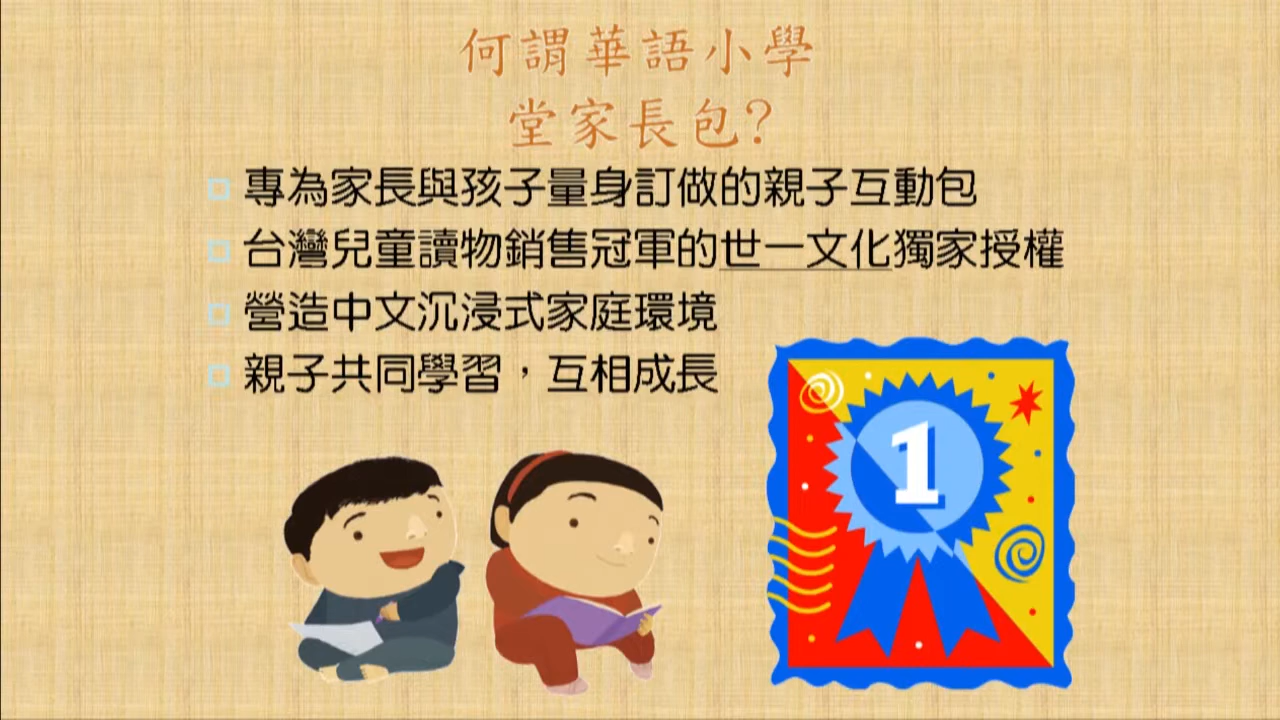 何謂華語小學
堂家長包?
專為家長與孩子量身訂做的親子互動包
台灣兒童讀物銷售冠軍的世一文化獨家授權
營造中文沉浸式家庭環境
親子共同學習，互相成長
1